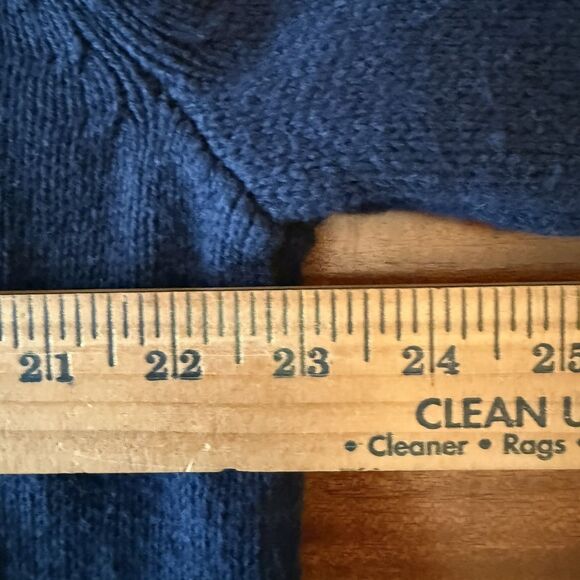 21 22 23 24 25
CLEAN U
• Cleaner • Rags •